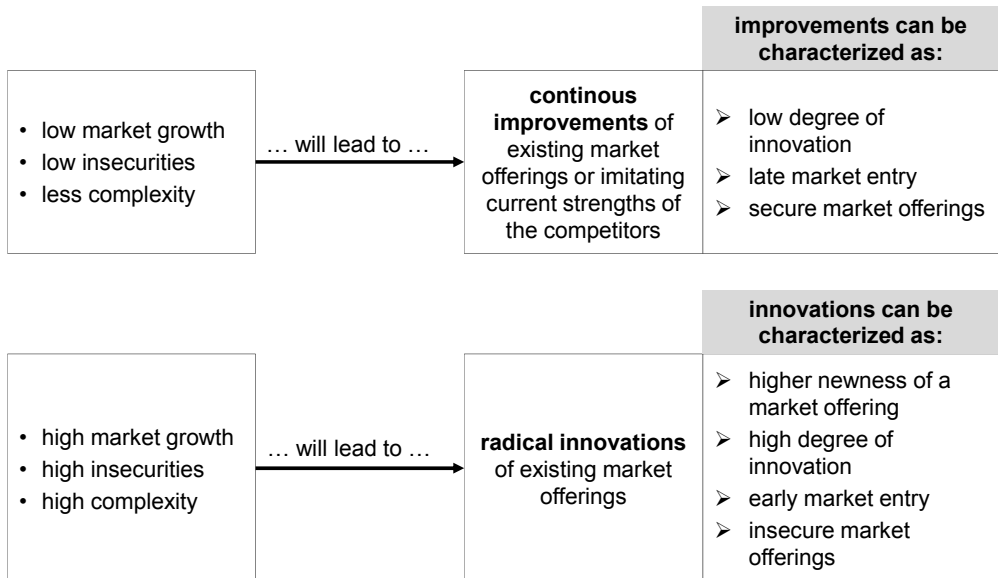 improvements can be
characterized as:
• low market growth
• low insecurities
• less complexity
… will lead to …
continous
improvements of
existing market
offerings or imitating
current strengths of
the competitors
➢ low degree of
innovation
➢ late market entry
➢ secure market offerings
innovations can be
characterized as:
• high market growth
• high insecurities
• high complexity
… will lead to …
radical innovations
of existing market
offerings
➢ higher newness of a
market offering
➢ high degree of
innovation
➢ early market entry
➢ insecure market
offerings